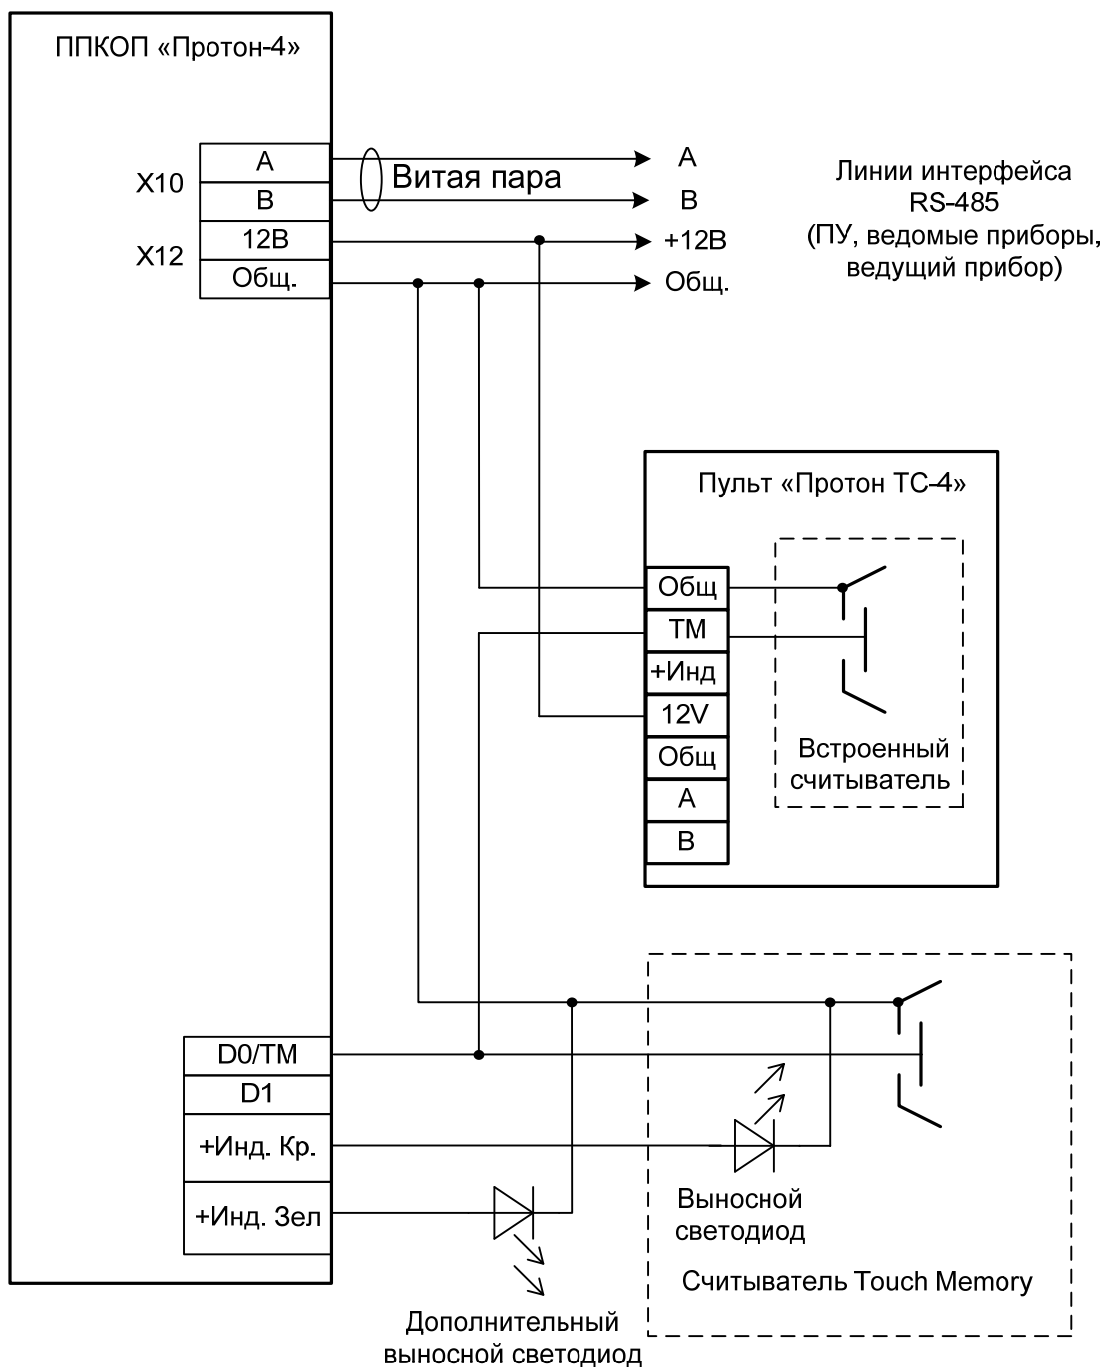 ППКОП «Протон-4»
X10
X12
A
B
12В
Общ.
Витая пара
A
B
+12В
Общ.
Линии интерфейса
RS-485
(ПУ, ведомые приборы,
ведущий прибор)
Пульт «Протон ТС-4»
Общ
ТМ
+Инд
12V
Общ
A
B
Встроенный
считыватель
D0/TM
D1
+Инд. Кр.
+Инд. Зел
Выносной
светодиод
Считыватель Touch Memory
Дополнительный
выносной светодиод